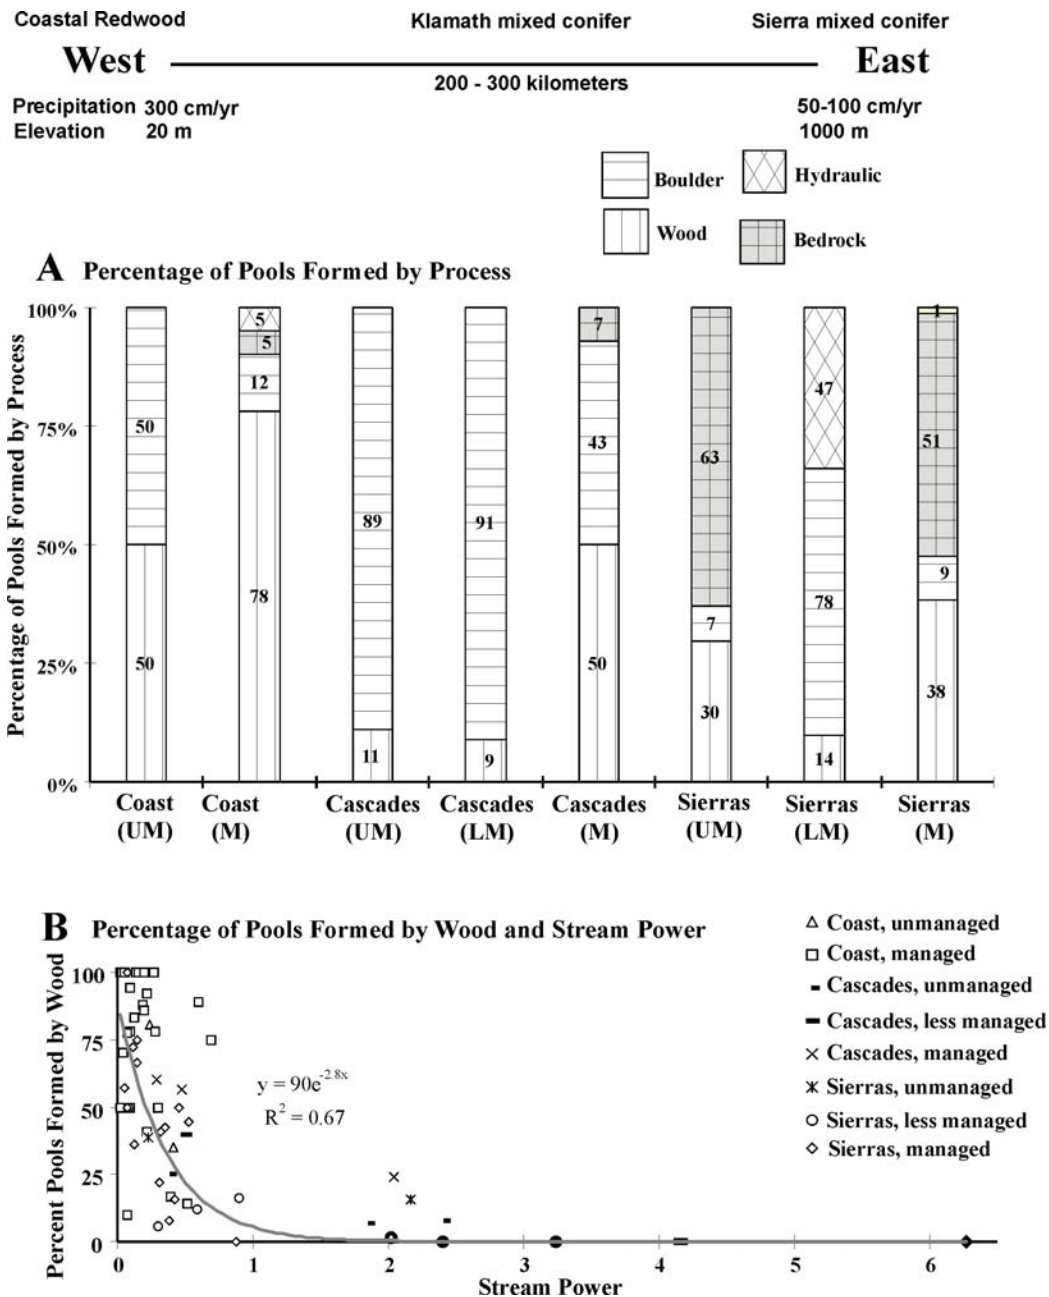 Coastal Redwood Klamath mixed conifer Sierra mixed conifer
West East
200 - 300 kilometers
Precipitation 300 cm/yr 50-100 cm/yr
Elevation 20 m 1000 m
Boulder Hydraulic
Wood Bedrock
A Percentage of Pools Formed by Process
Percentage of Pools Formed by Process
100%
75%
50%
25%
0%
50
50
5
5
12
78
89
11
91
9
7
43
50
63
7
30
47
78
14
1
51
9
38
Coast Coast Cascades Cascades Cascades Sierras Sierras Sierras
(UM) (M) (UM) (LM) (M) (UM) (LM) (M)
B Percentage of Pools Formed by Wood and Stream Power
Percent Pools Formed by Wood
100
75
50
25
0
y = 90e^-2.8x
R² = 0.67
0 1 2 3 4 5 6
Stream Power
Coast, unmanaged
Coast, managed
Cascades, unmanaged
Cascades, less managed
Cascades, managed
Sierras, unmanaged
Sierras, less managed
Sierras, managed